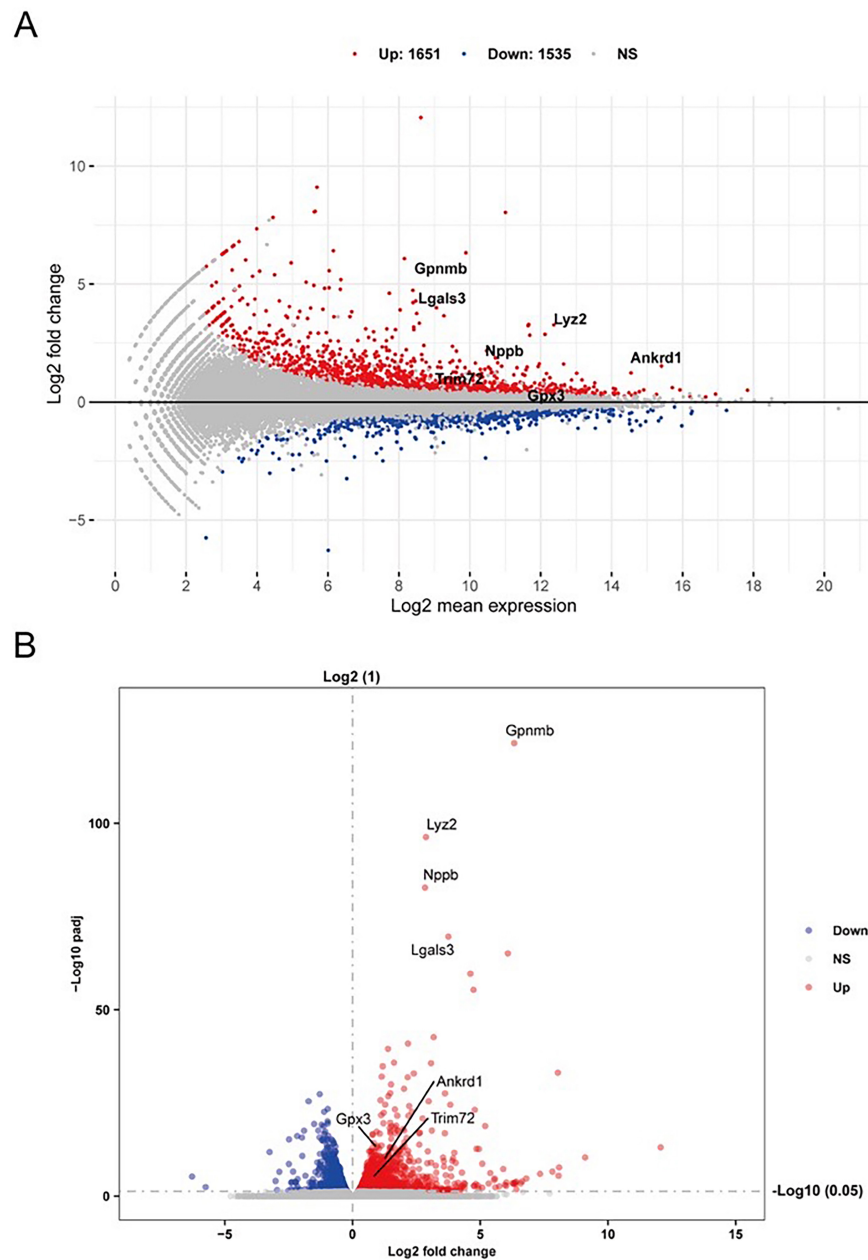 A
Up: 1651 Down: 1535 NS
Log2 fold change
10
5
0
−5
Gpnmb
Lgals3
Lyz2
Nppb
Ankrd1
Trim72
Gpx3
0 2 4 6 8 10 12 14 16 18 20
Log2 mean expression
B
Log2 (1)
−Log10 padj
100
50
0
Gpnmb
Lyz2
Nppb
Lgals3
Ankrd1
Gpx3
Trim72
Down
NS
Up
-Log10 (0.05)
−5 0 5 10 15
Log2 fold change